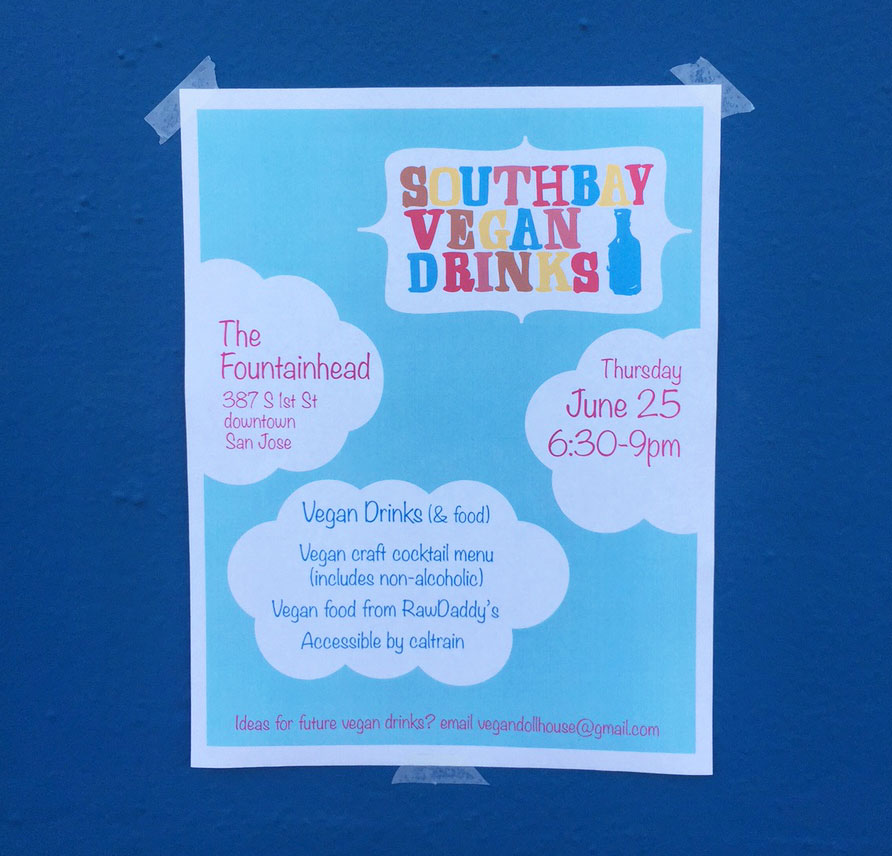 SOUTHBAY
VEGAN
DRINKS
The
Fountainhead
387 S 1st St
downtown
San Jose
Thursday
June 25
6:30-9pm
Vegan Drinks (& food)
Vegan craft cocktail menu
(includes non-alcoholic)
Vegan food from RawDaddy's
Accessible by caltrain
Ideas for future vegan drinks? email vegandollhouse@gmail.com